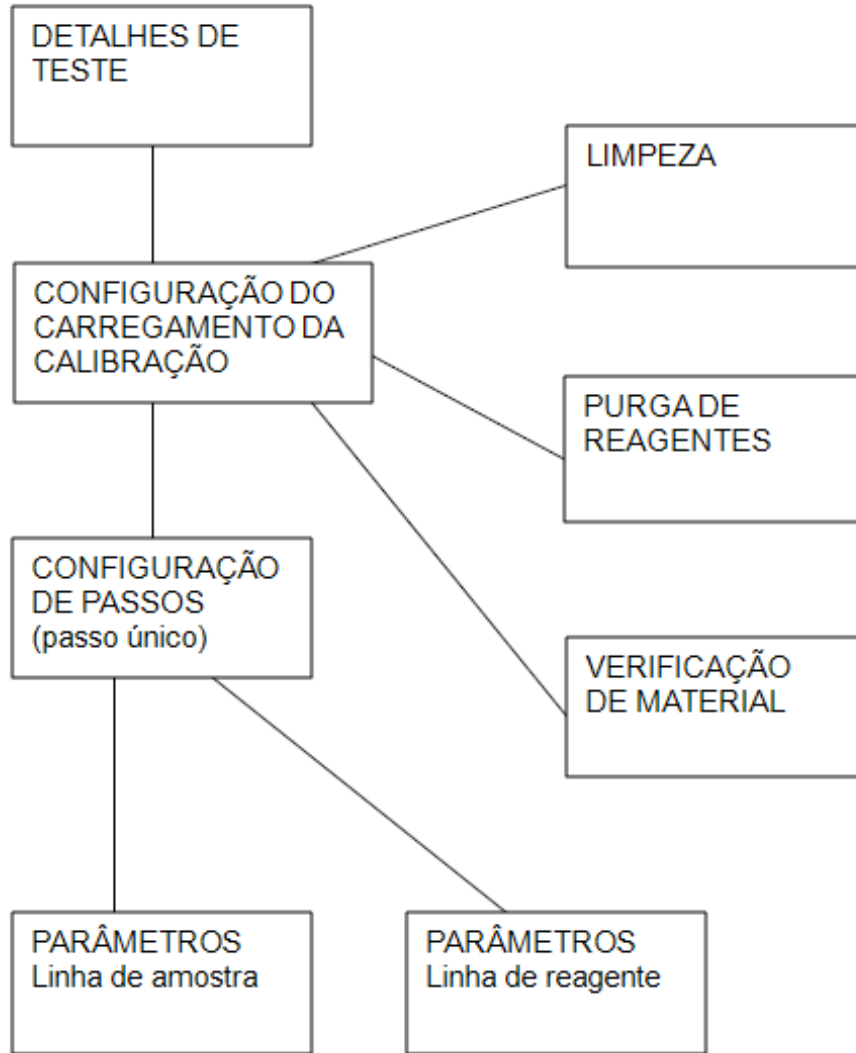 DETALHES DE
TESTE
LIMPEZA
CONFIGURAÇÃO DO
CARREGAMENTO DA
CALIBRAÇÃO
PURGA DE
REAGENTES
CONFIGURAÇÃO
DE PASSOS
(passo único)
VERIFICAÇÃO
DE MATERIAL
PARÂMETROS
Linha de amostra
PARÂMETROS
Linha de reagente